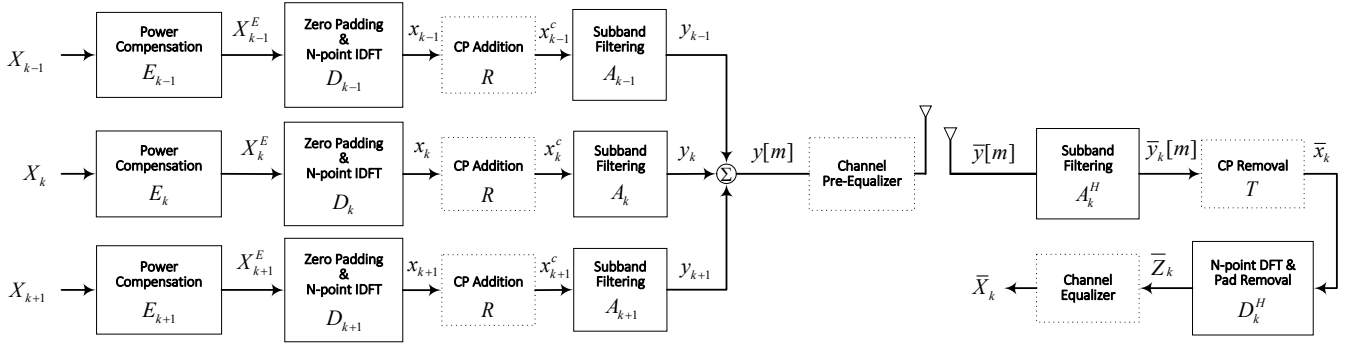 X_{k-1}
Power
Compensation
E_{k-1}
X^E_{k-1}
Zero Padding
&
N-point IDFT
D_{k-1}
x_{k-1}
CP Addition
R
x^c_{k-1}
Subband
Filtering
A_{k-1}
y_{k-1}
X_k
Power
Compensation
E_k
X^E_k
Zero Padding
&
N-point IDFT
D_k
x_k
CP Addition
R
x^c_k
Subband
Filtering
A_k
y_k
Σ
y[m]
Channel
Pre-Equalizer
X_{k+1}
Power
Compensation
E_{k+1}
X^E_{k+1}
Zero Padding
&
N-point IDFT
D_{k+1}
x_{k+1}
CP Addition
R
x^c_{k+1}
Subband
Filtering
A_{k+1}
y_{k+1}
y̅[m]
Subband
Filtering
A^H_k
y̅_k[m]
CP Removal
T
x̅_k
N-point DFT &
Pad Removal
D^H_k
Z̅_k
Channel
Equalizer
X̅_k